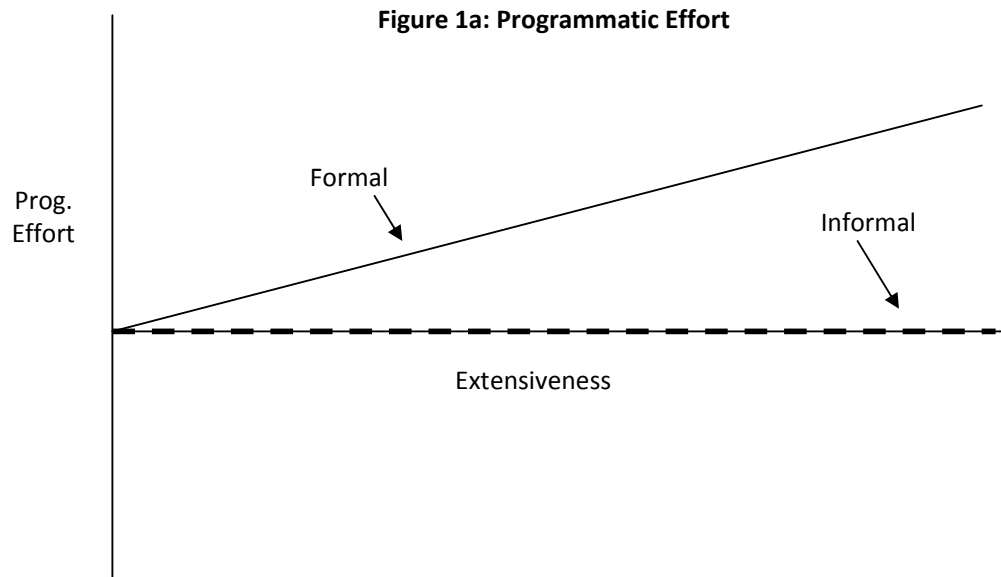 Figure 1a: Programmatic Effort
Formal
Prog.
Effort
Informal
Extensiveness